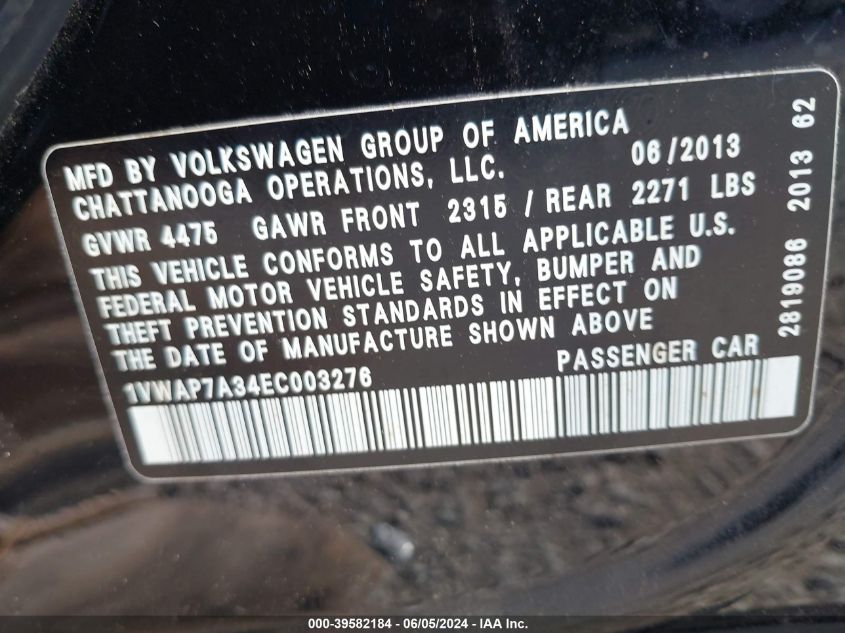 MFD BY VOLKSWAGEN GROUP OF AMERICA
CHATTANOOGA OPERATIONS, LLC. 06/2013
GVWR 4475 GAWR FRONT 2315 / REAR 2271 LBS
THIS VEHICLE CONFORMS TO ALL APPLICABLE U.S.
FEDERAL MOTOR VEHICLE SAFETY, BUMPER AND
THEFT PREVENTION STANDARDS IN EFFECT ON
THE DATE OF MANUFACTURE SHOWN ABOVE
1VWAP7A34EC003276 PASSENGER CAR
2819086 2013 62
000-39582184 - 06/05/2024 - IAA Inc.